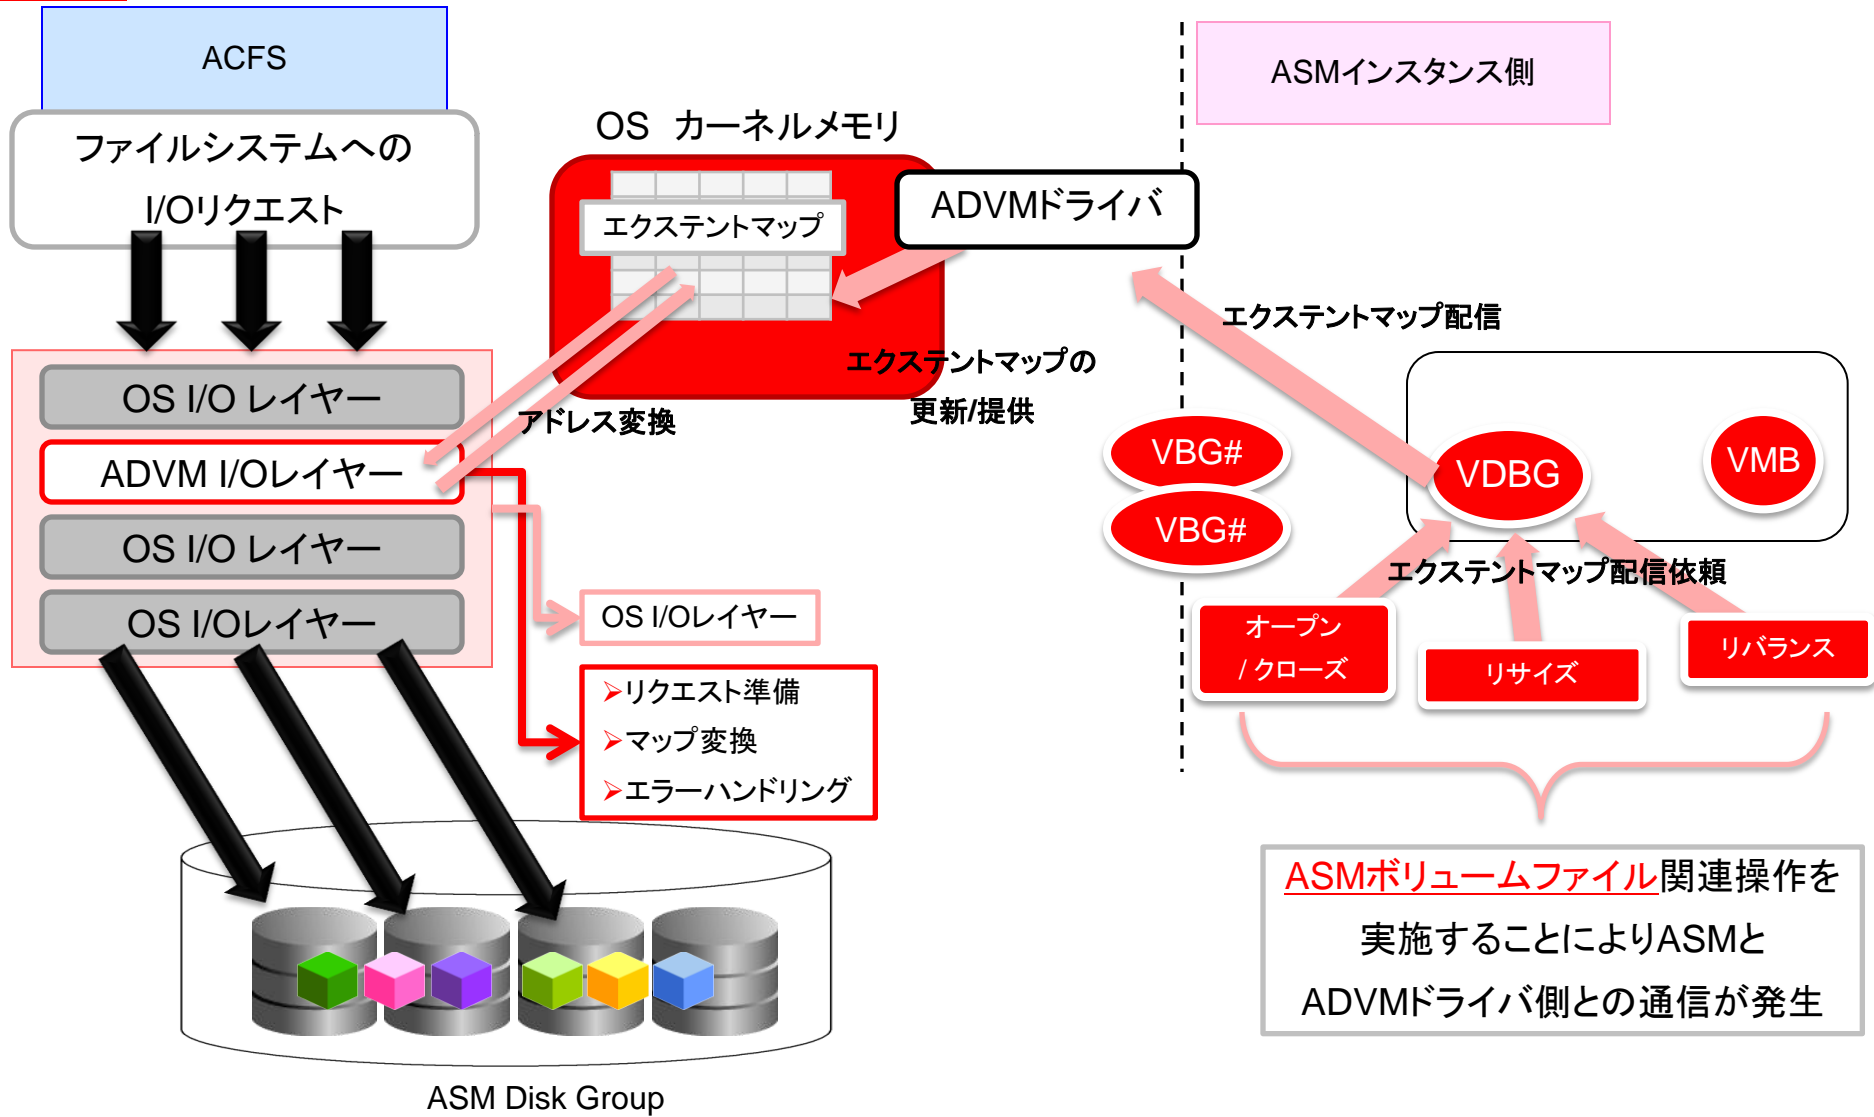 ACFS
ファイルシステムへの
I/Oリクエスト
OS I/O レイヤー
ADVM I/Oレイヤー
OS I/O レイヤー
OS I/Oレイヤー
OS カーネルメモリ
エクステントマップ
ADVMドライバ
エクステントマップの
更新/提供
アドレス変換
OS I/Oレイヤー
➢リクエスト準備
➢マップ変換
➢エラーハンドリング
ASM Disk Group
ASMインスタンス側
エクステントマップ配信
VBG#
VBG#
VDBG
VMB
エクステントマップ配信依頼
オープン
/ クローズ
リサイズ
リバランス
ASMボリュームファイル関連操作を
実施することによりASMと
ADVMドライバ側との通信が発生